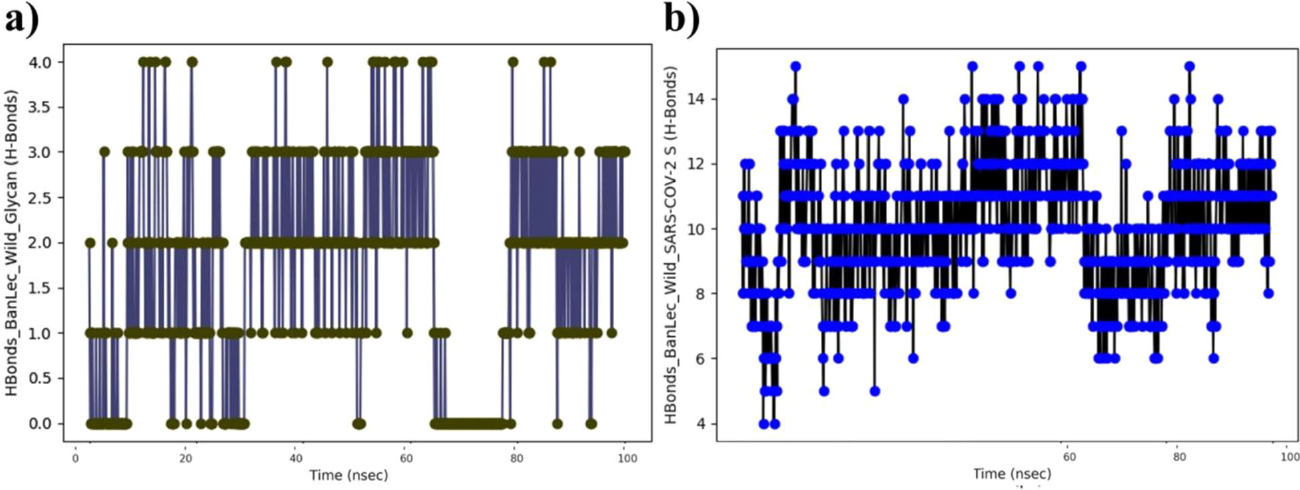 a)
HBonds_BanLec_Wild_Glycan (H-Bonds)
4.0
3.5
3.0
2.5
2.0
1.5
1.0
0.5
0.0
0 20 40 60 80 100
Time (nsec)
b)
HBonds_BanLec_Wild_SARS-COV-2 S (H-Bonds)
14
12
10
8
6
4
60 80 100
Time (nsec)